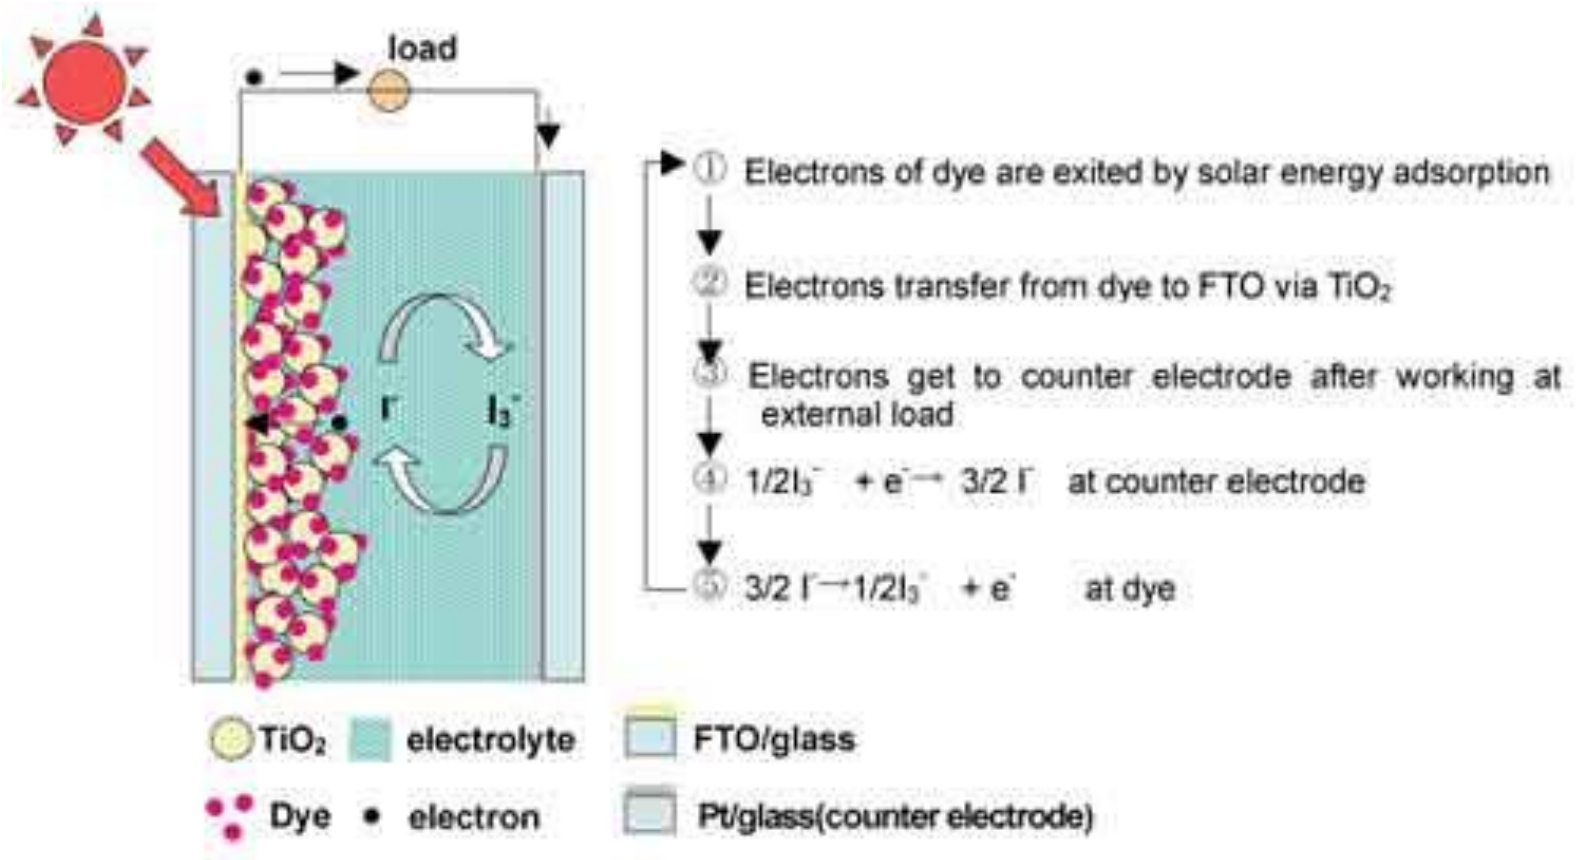 load
① Electrons of dye are exited by solar energy adsorption
② Electrons transfer from dye to FTO via TiO₂
③ Electrons get to counter electrode after working at
external load
I⁻ I₃⁻
④ 1/2I₃⁻ + e⁻→ 3/2 I⁻ at counter electrode
⑤ 3/2 I⁻→1/2I₃⁻ + e⁻ at dye
TiO₂ electrolyte FTO/glass
Dye electron Pt/glass(counter electrode)